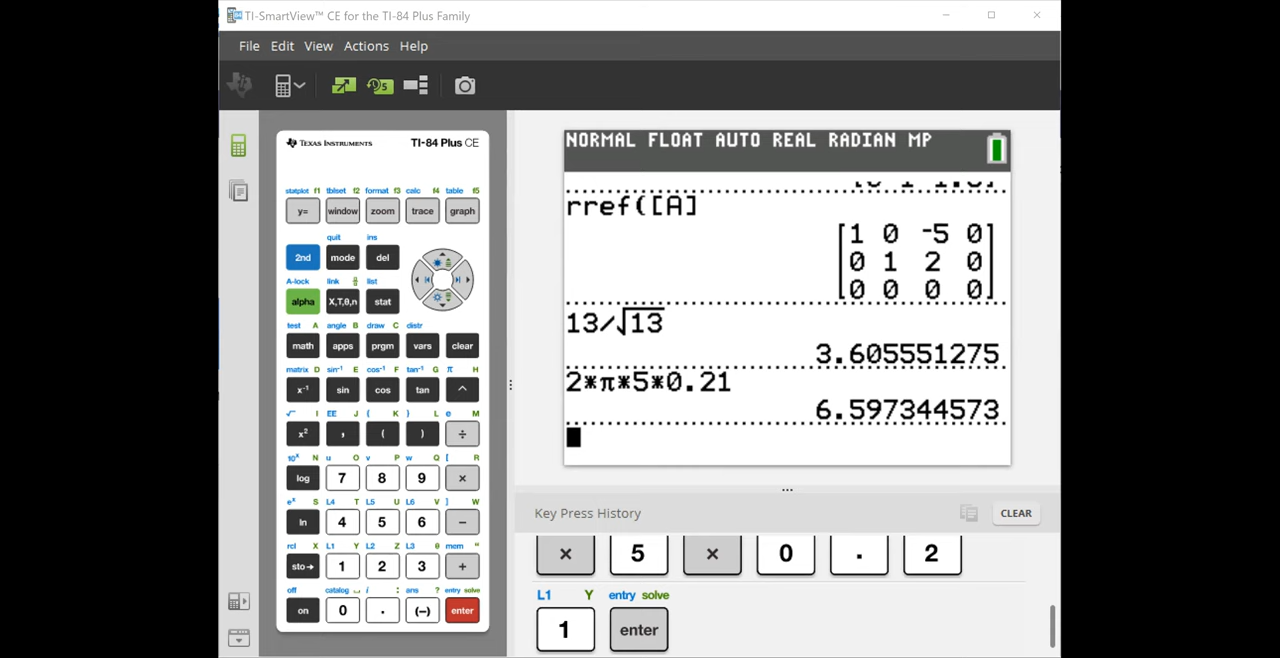 TI-SmartView™ CE for the TI-84 Plus Family
File Edit View Actions Help
TEXAS INSTRUMENTS TI-84 Plus CE
statplot f1 tblset f2 format f3 calc f4 table f5
y= window zoom trace graph
quit ins
2nd mode del
A-lock link list
alpha X,T,θ,n stat
test A angle B draw C distr
math apps prgm vars clear
matrix D sin⁻¹ E cos⁻¹ F tan⁻¹ G π H
x⁻¹ sin cos tan ^
√ I EE J { K } L e M
x² , ( ) ÷
10ˣ N u O v P w Q [ R
log 7 8 9 ×
eˣ S L4 T L5 U L6 V ] W
ln 4 5 6 −
rcl X L1 Y L2 Z L3 θ mem "
sto→ 1 2 3 +
off catalog i : ans ? entry solve
on 0 . (−) enter
NORMAL FLOAT AUTO REAL RADIAN MP
rref([A]
[1 0 -5 0]
[0 1 2 0]
[0 0 0 0]
13/√13
3.605551275
2*π*5*0.21
6.597344573
Key Press History CLEAR
× 5 × 0 . 2
L1 Y entry solve
1 enter